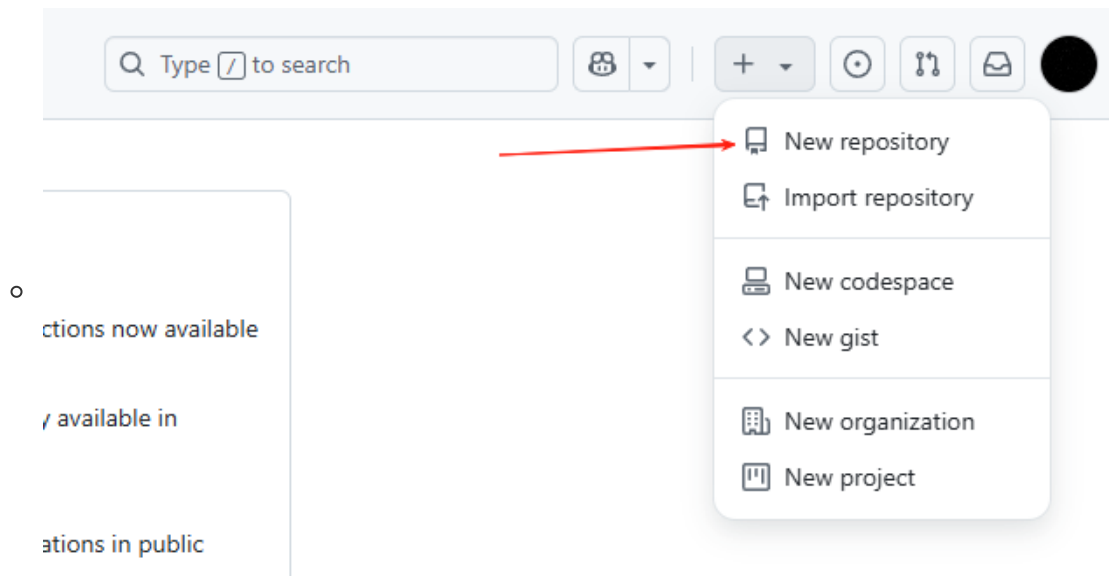 Type / to search
New repository
Import repository
New codespace
ctions now available
New gist
y available in
New organization
New project
ations in public